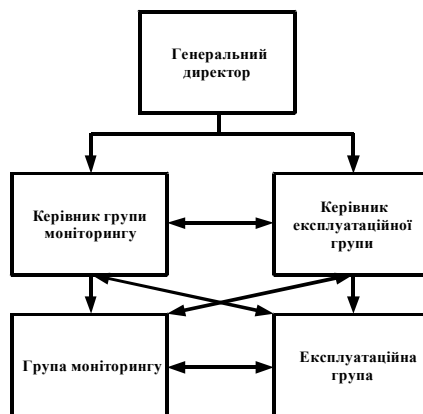 Генеральний
директор
Керівник групи
моніторингу
Керівник
експлуатаційної
групи
Група моніторингу
Експлуатаційна
група